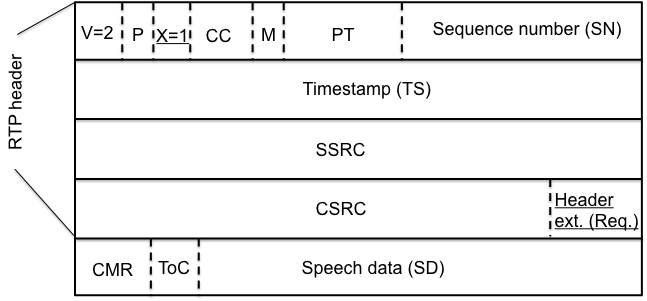 RTP header
V=2 P X=1 CC M PT Sequence number (SN)
Timestamp (TS)
SSRC
CSRC Header
ext. (Req.)
CMR ToC Speech data (SD)